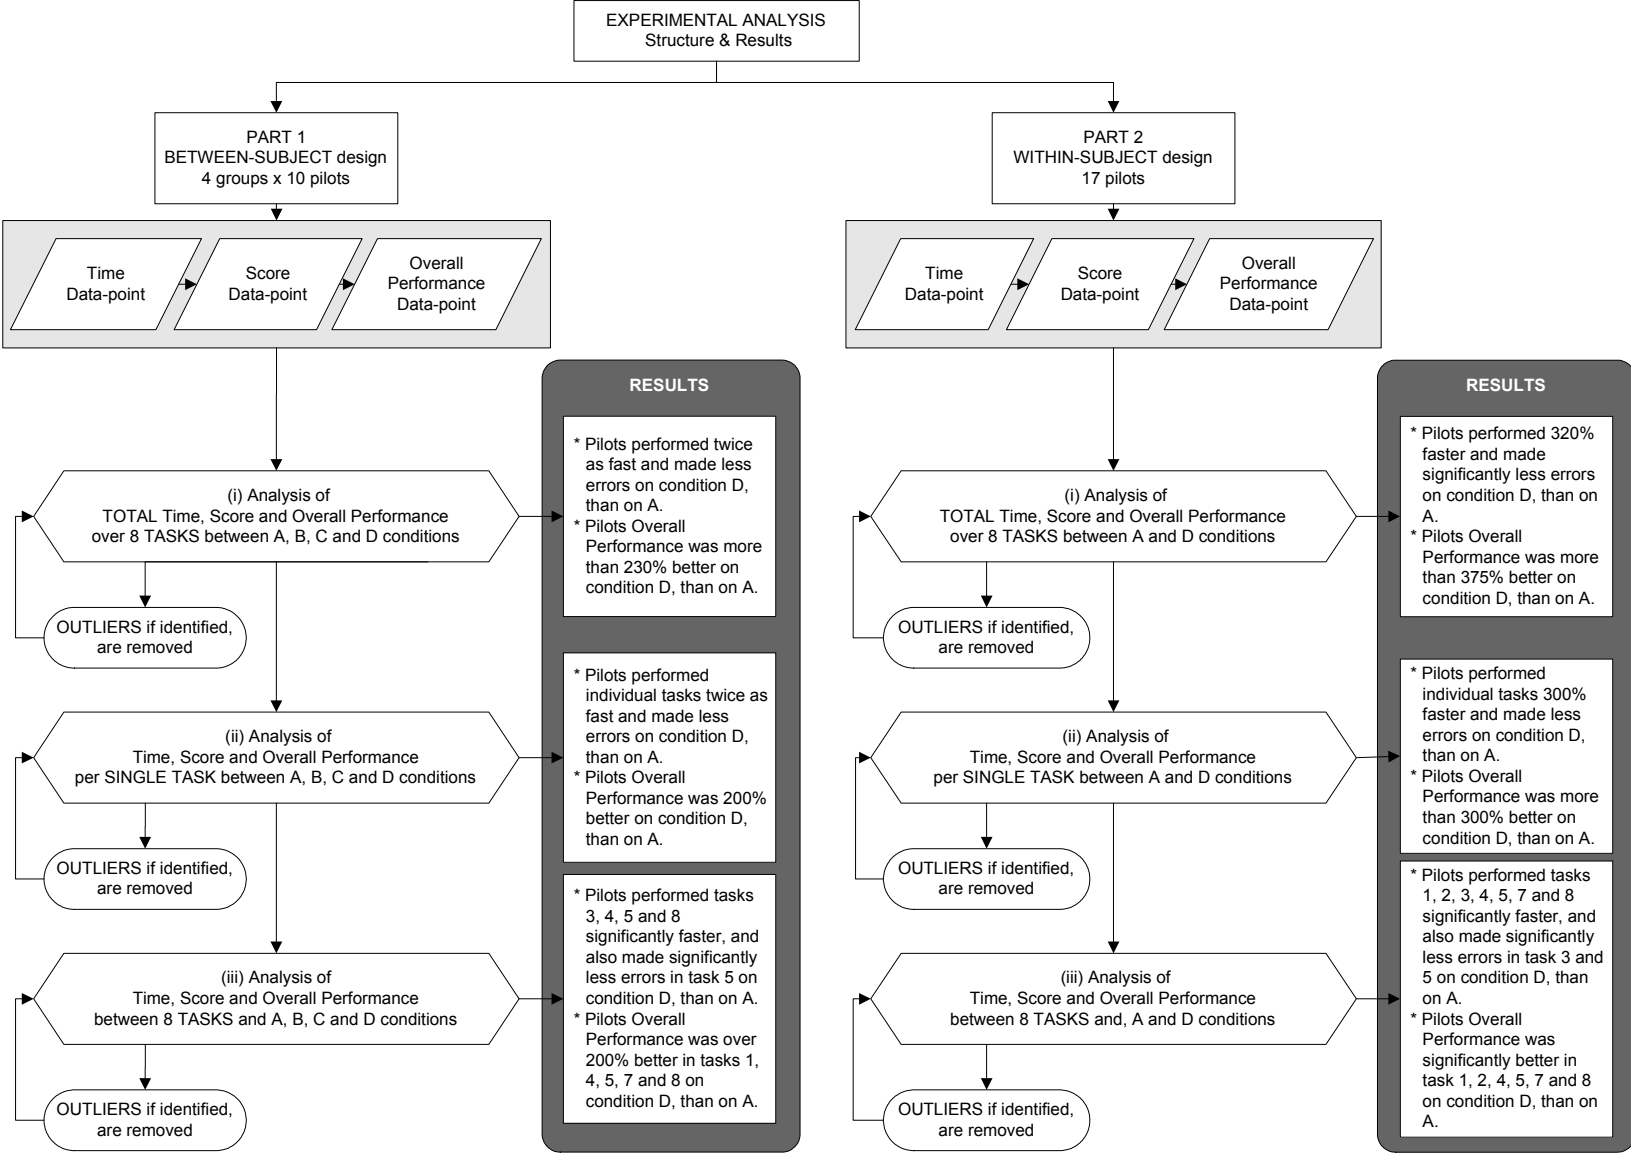 EXPERIMENTAL ANALYSIS
Structure & Results
PART 1
BETWEEN-SUBJECT design
4 groups x 10 pilots
Time
Data-point
Score
Data-point
Overall
Performance
Data-point
(i) Analysis of
TOTAL Time, Score and Overall Performance
over 8 TASKS between A, B, C and D conditions
OUTLIERS if identified,
are removed
(ii) Analysis of
Time, Score and Overall Performance
per SINGLE TASK between A, B, C and D conditions
OUTLIERS if identified,
are removed
(iii) Analysis of
Time, Score and Overall Performance
between 8 TASKS and A, B, C and D conditions
OUTLIERS if identified,
are removed
RESULTS
* Pilots performed twice
as fast and made less
errors on condition D,
than on A.
* Pilots Overall
Performance was more
than 230% better on
condition D, than on A.
* Pilots performed
individual tasks twice as
fast and made less
errors on condition D,
than on A.
* Pilots Overall
Performance was 200%
better on condition D,
than on A.
* Pilots performed tasks
3, 4, 5 and 8
significantly faster, and
also made significantly
less errors in task 5 on
condition D, than on A.
* Pilots Overall
Performance was over
200% better in tasks 1,
4, 5, 7 and 8 on
condition D, than on A.
PART 2
WITHIN-SUBJECT design
17 pilots
Time
Data-point
Score
Data-point
Overall
Performance
Data-point
(i) Analysis of
TOTAL Time, Score and Overall Performance
over 8 TASKS between A and D conditions
OUTLIERS if identified,
are removed
(ii) Analysis of
Time, Score and Overall Performance
per SINGLE TASK between A and D conditions
OUTLIERS if identified,
are removed
(iii) Analysis of
Time, Score and Overall Performance
between 8 TASKS and, A and D conditions
OUTLIERS if identified,
are removed
RESULTS
* Pilots performed 320%
faster and made
significantly less errors
on condition D, than on
A.
* Pilots Overall
Performance was more
than 375% better on
condition D, than on A.
* Pilots performed
individual tasks 300%
faster and made less
errors on condition D,
than on A.
* Pilots Overall
Performance was more
than 300% better on
condition D, than on A.
* Pilots performed tasks
1, 2, 3, 4, 5, 7 and 8
significantly faster, and
also made significantly
less errors in task 3 and
5 on condition D, than
on A.
* Pilots Overall
Performance was
significantly better in
task 1, 2, 4, 5, 7 and 8
on condition D, than on
A.